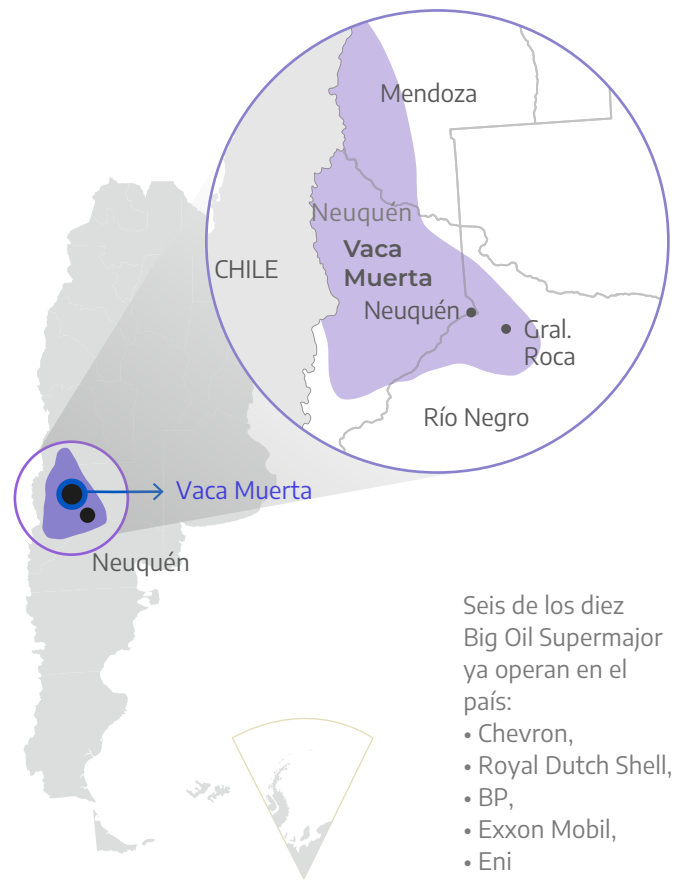 Mendoza
Neuquén
Vaca
Muerta
CHILE
Neuquén
Gral.
Roca
Río Negro
Vaca Muerta
Neuquén
Seis de los diez
Big Oil Supermajor
ya operan en el
país:
• Chevron,
• Royal Dutch Shell,
• BP,
• Exxon Mobil,
• Eni